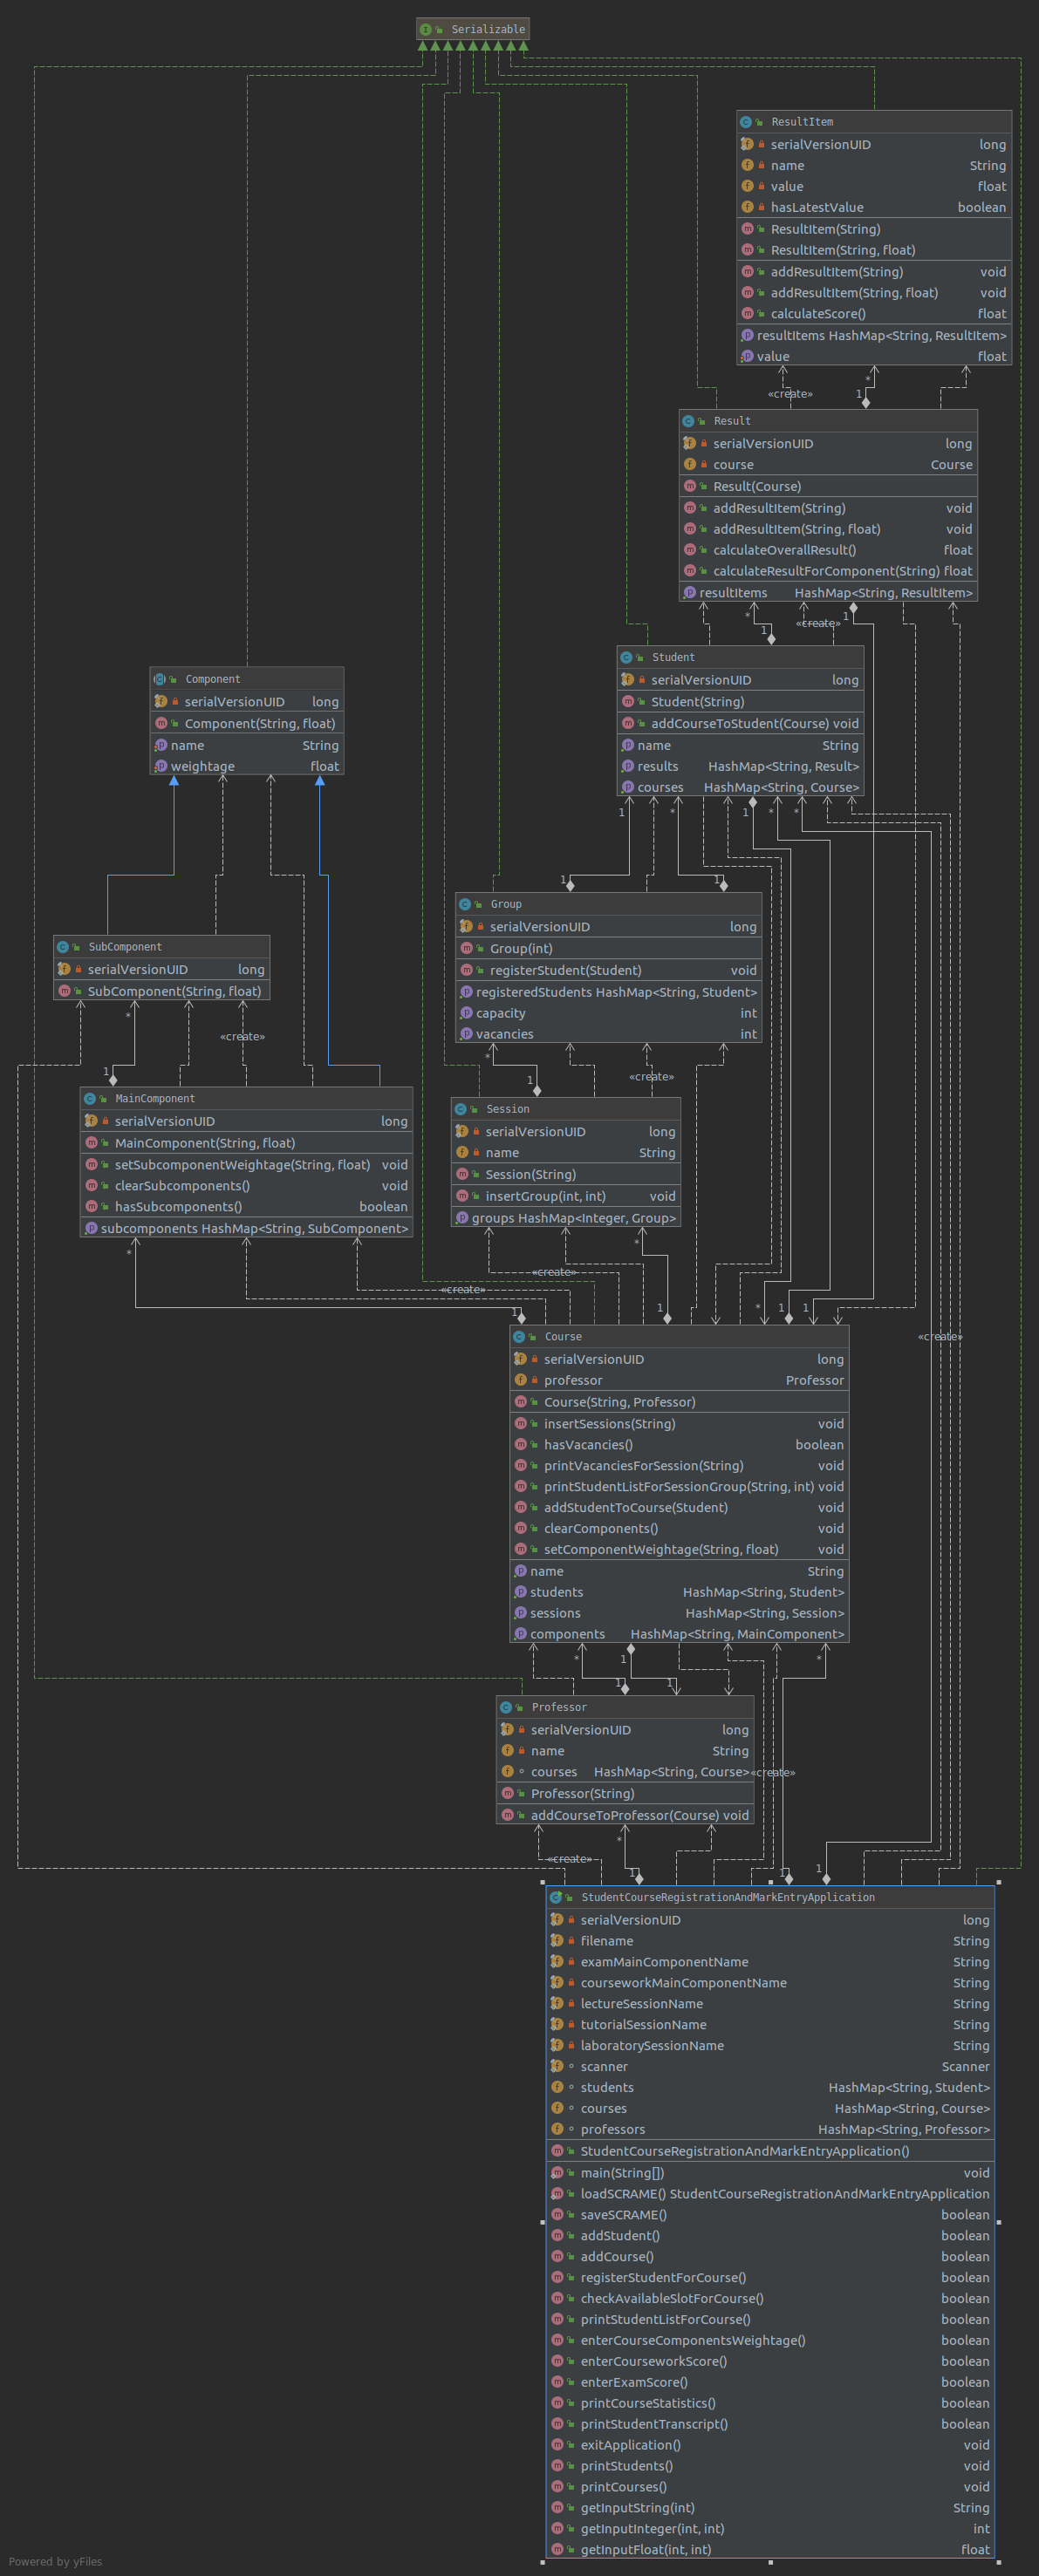 Serializable
ResultItem
serialVersionUID long
name String
value float
hasLatestValue boolean
ResultItem(String)
ResultItem(String, float)
addResultItem(String) void
addResultItem(String, float) void
calculateScore() float
resultItems HashMap<String, ResultItem>
value float
*
«create»
1
Result
serialVersionUID long
course Course
Result(Course)
addResultItem(String) void
addResultItem(String, float) void
calculateOverallResult() float
calculateResultForComponent(String) float
resultItems HashMap<String, ResultItem>
* 1
«create»
1
Student
serialVersionUID long
Student(String)
addCourseToStudent(Course) void
name String
results HashMap<String, Result>
courses HashMap<String, Course>
Component
serialVersionUID long
Component(String, float)
name String
weightage float
1 * 1 * *
1 1
Group
serialVersionUID long
Group(int)
registerStudent(Student) void
registeredStudents HashMap<String, Student>
capacity int
vacancies int
SubComponent
serialVersionUID long
SubComponent(String, float)
*
«create»
1
*
«create»
1
MainComponent
serialVersionUID long
MainComponent(String, float)
setSubcomponentWeightage(String, float) void
clearSubcomponents() void
hasSubcomponents() boolean
subcomponents HashMap<String, SubComponent>
Session
serialVersionUID long
name String
Session(String)
insertGroup(int, int) void
groups HashMap<Integer, Group>
* *
«create»
«create»
1 1 * 1 1
«create»
Course
serialVersionUID long
professor Professor
Course(String, Professor)
insertSessions(String) void
hasVacancies() boolean
printVacanciesForSession(String) void
printStudentListForSessionGroup(String, int) void
addStudentToCourse(Student) void
clearComponents() void
setComponentWeightage(String, float) void
name String
students HashMap<String, Student>
sessions HashMap<String, Session>
components HashMap<String, MainComponent>
* 1 *
1 1
Professor
serialVersionUID long
name String
courses HashMap<String, Course>
«create»
Professor(String)
addCourseToProfessor(Course) void
*
«create»
1 1 1
StudentCourseRegistrationAndMarkEntryApplication
serialVersionUID long
filename String
examMainComponentName String
courseworkMainComponentName String
lectureSessionName String
tutorialSessionName String
laboratorySessionName String
scanner Scanner
students HashMap<String, Student>
courses HashMap<String, Course>
professors HashMap<String, Professor>
StudentCourseRegistrationAndMarkEntryApplication()
main(String[]) void
loadSCRAME() StudentCourseRegistrationAndMarkEntryApplication
saveSCRAME() boolean
addStudent() boolean
addCourse() boolean
registerStudentForCourse() boolean
checkAvailableSlotForCourse() boolean
printStudentListForCourse() boolean
enterCourseComponentsWeightage() boolean
enterCourseworkScore() boolean
enterExamScore() boolean
printCourseStatistics() boolean
printStudentTranscript() boolean
exitApplication() void
printStudents() void
printCourses() void
getInputString(int) String
getInputInteger(int, int) int
getInputFloat(int, int) float
Powered by yFiles